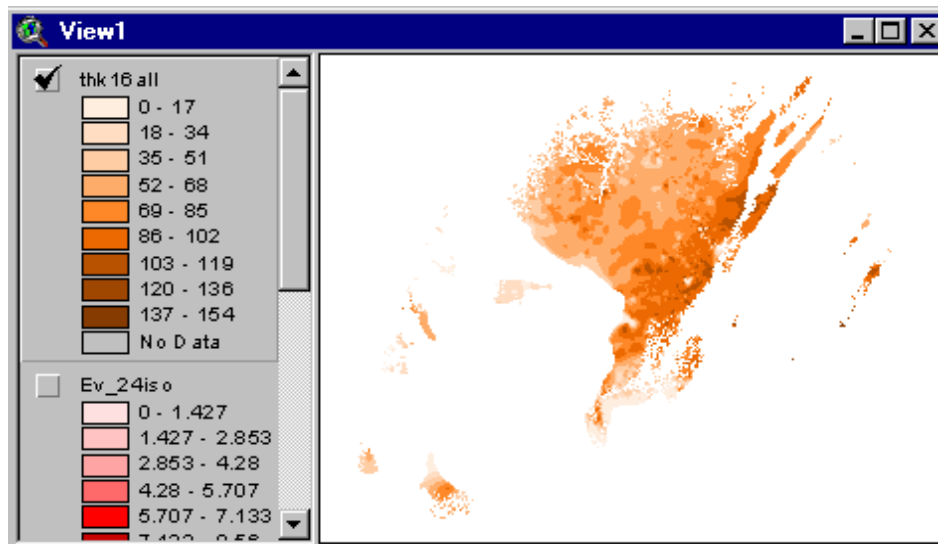 View1
thk16all
0 - 17
18 - 34
35 - 51
52 - 68
69 - 85
86 - 102
103 - 119
120 - 136
137 - 154
No Data
Ev_24iso
0 - 1.427
1.427 - 2.853
2.853 - 4.28
4.28 - 5.707
5.707 - 7.133